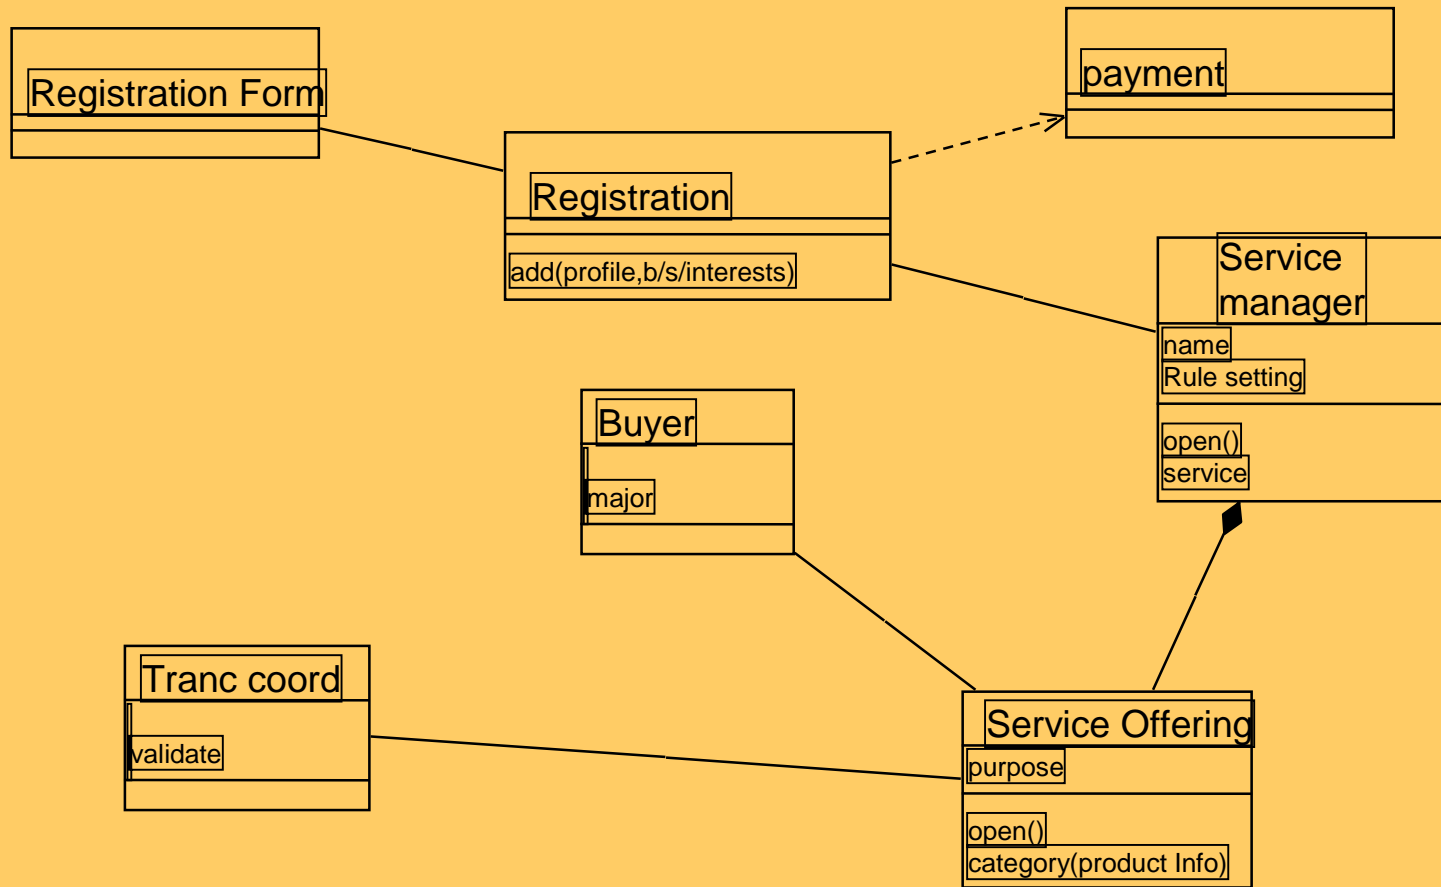 Registration Form
payment
Registration
add(profile,b/s/interests)
Service
manager
name
Rule setting
open()
service
Buyer
major
Tranc coord
validate
Service Offering
purpose
open()
category(product Info)